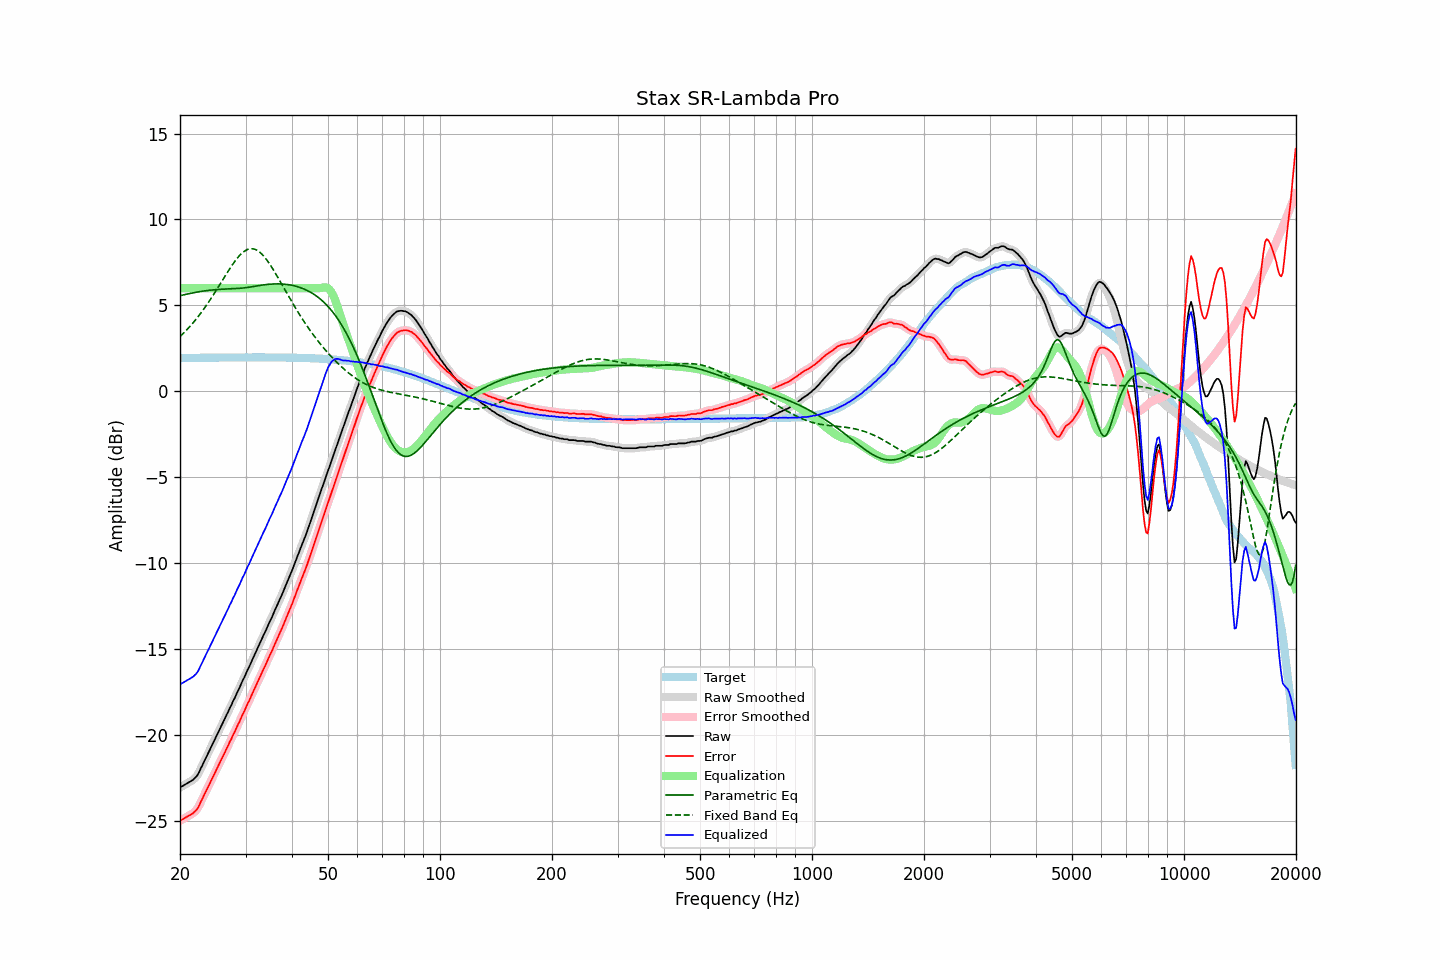 Stax SR-Lambda Pro
Amplitude (dBr)
15
10
5
0
−5
−10
−15
−20
−25
Target
Raw Smoothed
Error Smoothed
Raw
Error
Equalization
Parametric Eq
Fixed Band Eq
Equalized
20 50 100 200 500 1000 2000 5000 10000 20000
Frequency (Hz)